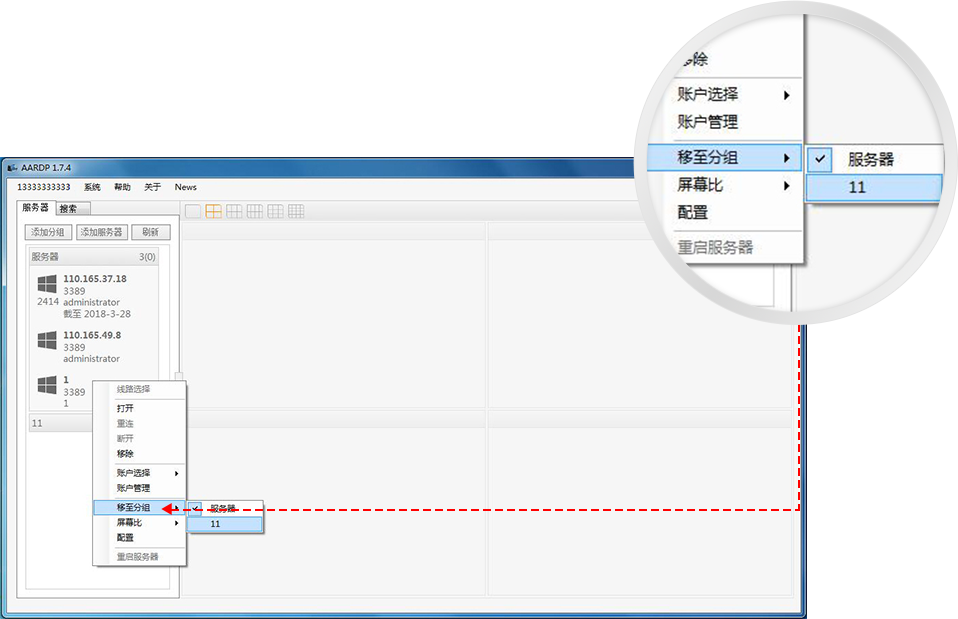 移除
账户选择
账户管理
移至分组
服务器
屏幕比
11
配置
重启服务器
AARDP 1.7.4
13333333333 系统 帮助 关于 News
服务器 搜索
添加分组 添加服务器 刷新
服务器 3(0)
110.165.37.18
3389
2414 administrator
截至 2018-3-28
110.165.49.8
3389
administrator
1
3389
1
11
线路选择
打开
重连
断开
移除
账户选择
账户管理
移至分组 服务器
屏幕比 11
配置
重启服务器